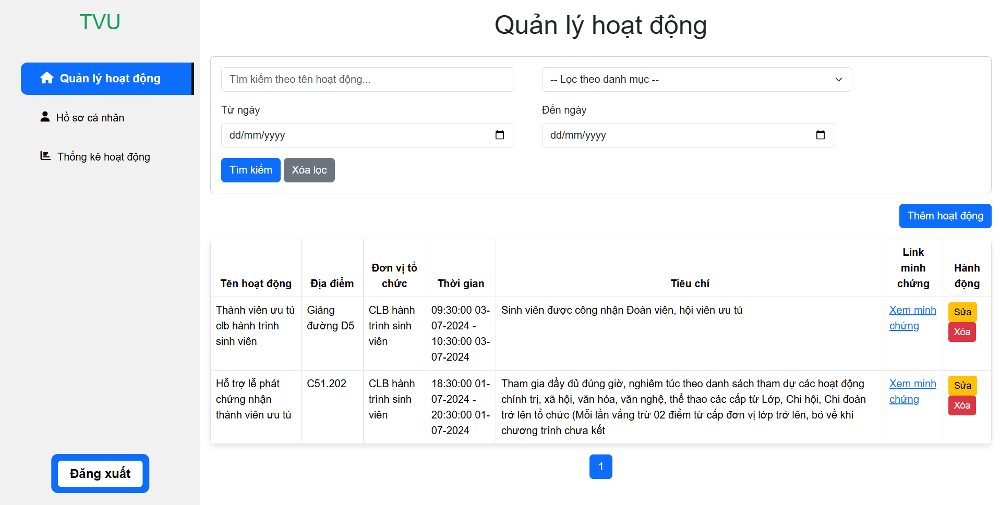 TVU
Quản lý hoạt động
Hồ sơ cá nhân
Thống kê hoạt động
Đăng xuất
Quản lý hoạt động
Tìm kiếm theo tên hoạt động...
-- Lọc theo danh mục --
Từ ngày
Đến ngày
dd/mm/yyyy
dd/mm/yyyy
Tìm kiếm
Xóa lọc
Thêm hoạt động
Tên hoạt động
Địa điểm
Đơn vị tổ
chức
Thời gian
Tiêu chí
Link
minh
chứng
Hành
động
Thành viên ưu tú
clb hành trình
sinh viên
Giảng
đường D5
CLB hành
trình sinh
viên
09:30:00 03-
07-2024 -
10:30:00 03-
07-2024
Sinh viên được công nhận Đoàn viên, hội viên ưu tú
Xem minh
chứng
Sửa
Xóa
Hỗ trợ lễ phát
chứng nhận
thành viên ưu tú
C51.202
CLB hành
trình sinh
viên
18:30:00 01-
07-2024 -
20:30:00 01-
07-2024
Tham gia đầy đủ đúng giờ, nghiêm túc theo danh sách tham dự các hoạt động
chính trị, xã hội, văn hóa, văn nghệ, thể thao các cấp từ Lớp, Chi hội, Chi đoàn
trở lên tổ chức (Mỗi lần vắng trừ 02 điểm từ cấp đơn vị lớp trở lên, bỏ về khi
chương trình chưa kết
Xem minh
chứng
Sửa
Xóa
1